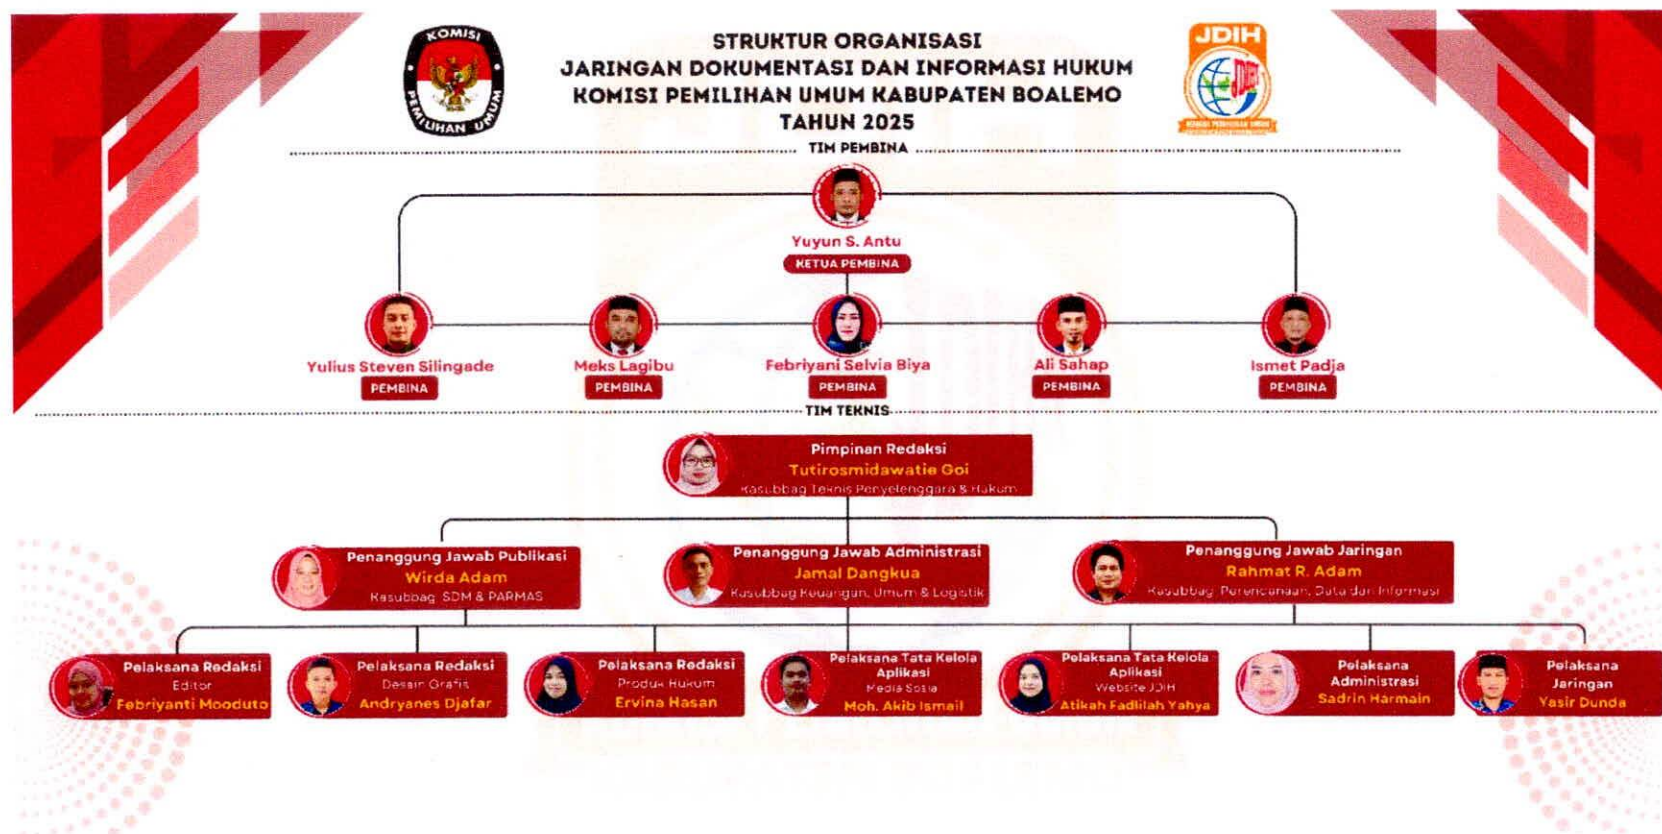 KOMISI
PEMILIHAN UMUM
STRUKTUR ORGANISASI
JARINGAN DOKUMENTASI DAN INFORMASI HUKUM
KOMISI PEMILIHAN UMUM KABUPATEN BOALEMO
TAHUN 2025
JDIH
TIM PEMBINA
Yuyun S. Antu
KETUA PEMBINA
Yulius Steven Silingade
PEMBINA
Meks Lagibu
PEMBINA
Febriyani Selvia Biya
PEMBINA
Ali Sahap
PEMBINA
Ismet Padja
PEMBINA
TIM TEKNIS
Pimpinan Redaksi
Tutirosmidawatie Goi
Kasubbag Teknis Penyelenggara & Hukum
Penanggung Jawab Publikasi
Wirda Adam
Kasubbag SDM & PARMAS
Penanggung Jawab Administrasi
Jamal Dangkua
Kasubbag Keuangan, Umum & Logistik
Penanggung Jawab Jaringan
Rahmat R. Adam
Kasubbag Perencanaan, Data dan Informasi
Pelaksana Redaksi
Editor
Febriyanti Mooduto
Pelaksana Redaksi
Desain Grafis
Andryanes Djafar
Pelaksana Redaksi
Produk Hukum
Ervina Hasan
Pelaksana Tata Kelola
Aplikasi
Media Sosia
Moh. Akib Ismail
Pelaksana Tata Kelola
Aplikasi
Website JDIH
Atikah Fadlilah Yahya
Pelaksana
Administrasi
Sadrin Harmain
Pelaksana
Jaringan
Yasir Dunda